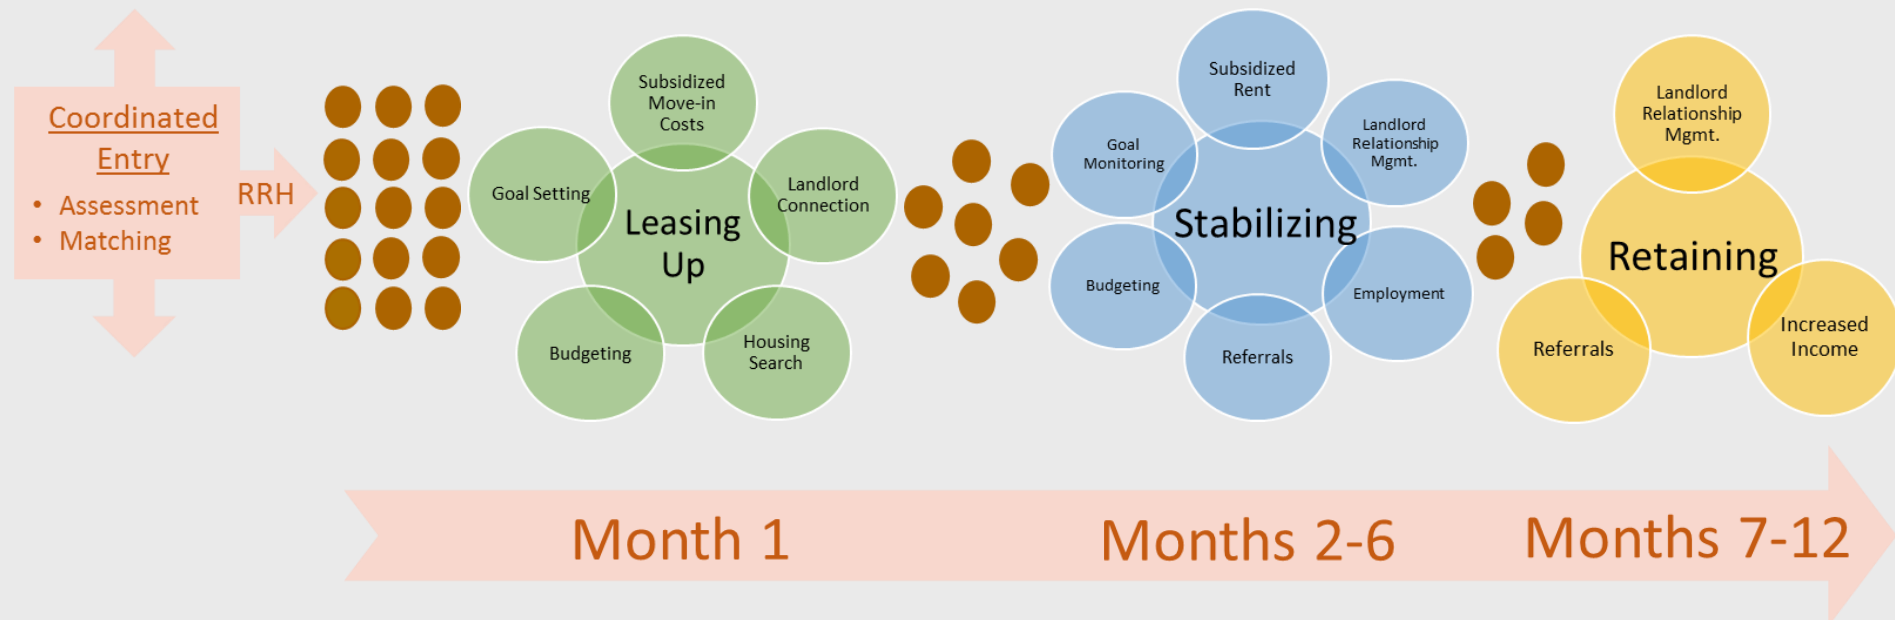 Coordinated
Entry
• Assessment
• Matching
RRH
Subsidized
Move-in
Costs
Goal Setting
Landlord
Connection
Leasing
Up
Budgeting
Housing
Search
Subsidized
Rent
Goal
Monitoring
Landlord
Relationship
Mgmt.
Stabilizing
Budgeting
Employment
Referrals
Landlord
Relationship
Mgmt.
Retaining
Referrals
Increased
Income
Month 1
Months 2-6
Months 7-12